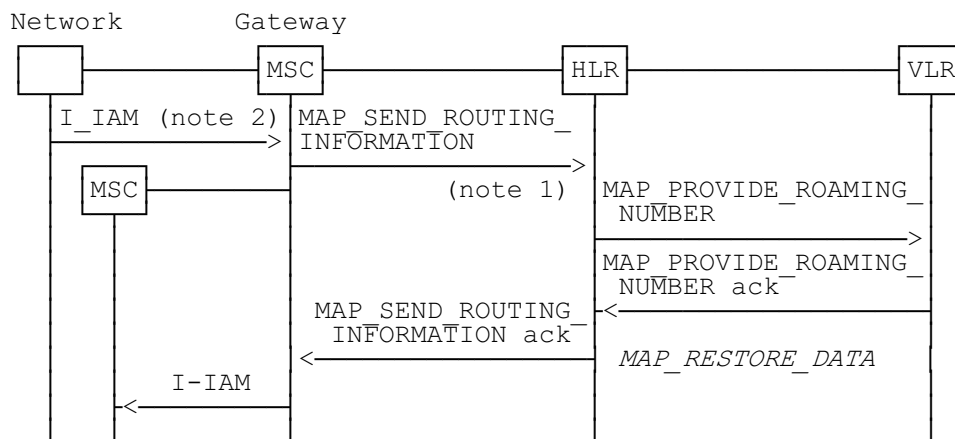 Network
Gateway
MSC
HLR
VLR
I_IAM (note 2)
MAP_SEND_ROUTING_
INFORMATION
MSC
(note 1)
MAP_PROVIDE_ROAMING_
NUMBER
MAP_PROVIDE_ROAMING_
NUMBER ack
MAP_SEND_ROUTING_
INFORMATION ack
MAP_RESTORE_DATA
I-IAM